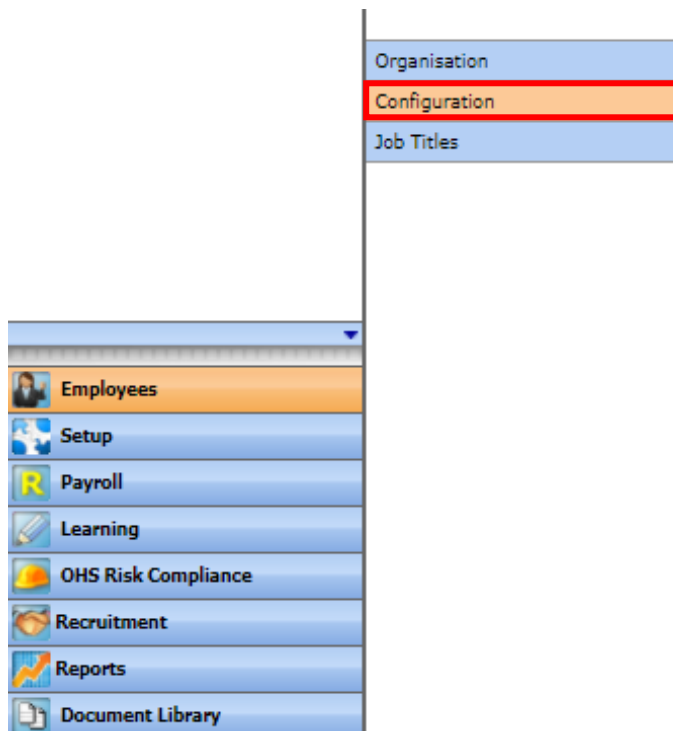 Organisation
Configuration
Job Titles
Employees
Setup
R Payroll
Learning
OHS Risk Compliance
Recruitment
Reports
Document Library